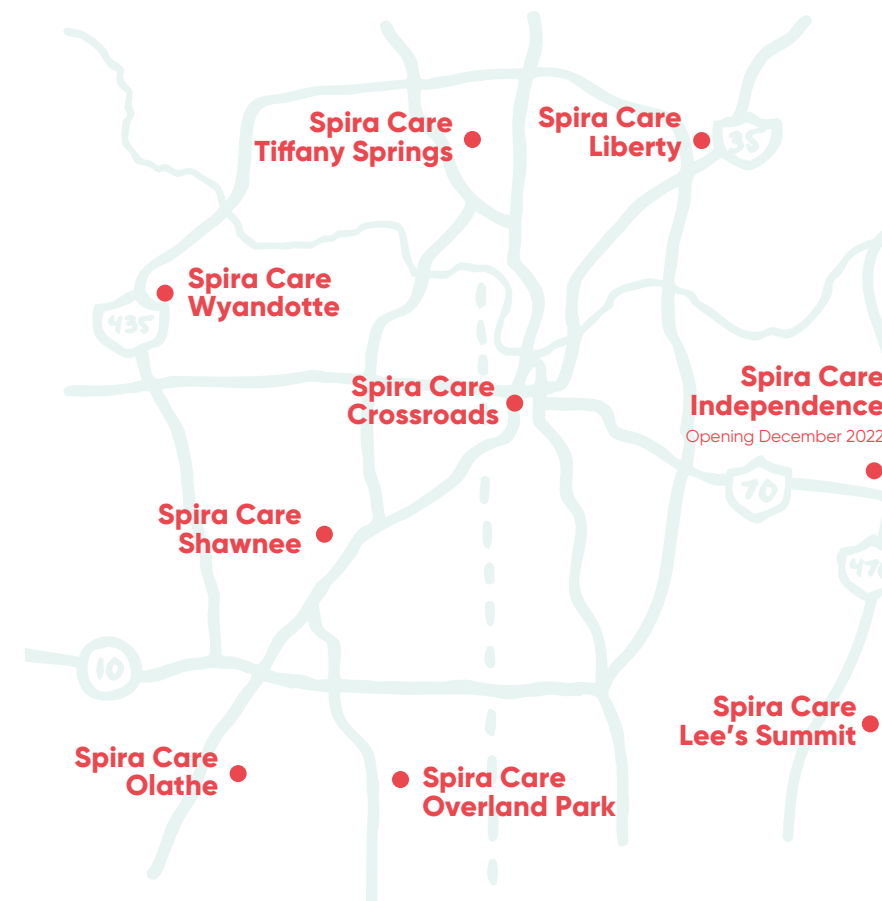 Spira Care
Tiffany Springs
Spira Care
Liberty
35
Spira Care
Wyandotte
435
Spira Care
Crossroads
Spira Care
Independence
Opening December 2022
70
Spira Care
Shawnee
470
10
Spira Care
Lee’s Summit
Spira Care
Olathe
Spira Care
Overland Park